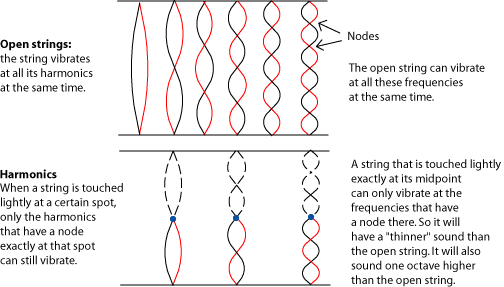 Open strings:
the string vibrates
at all its harmonics
at the same time.
Nodes
The open string can vibrate
at all these frequencies
at the same time.
Harmonics
When a string is touched
lightly at a certain spot,
only the harmonics
that have a node
exactly at that spot
can still vibrate.
A string that is touched lightly
exactly at its midpoint
can only vibrate at the
frequencies that have
a node there. So it will
have a "thinner" sound than
the open string. It will also
sound one octave higher
than the open string.